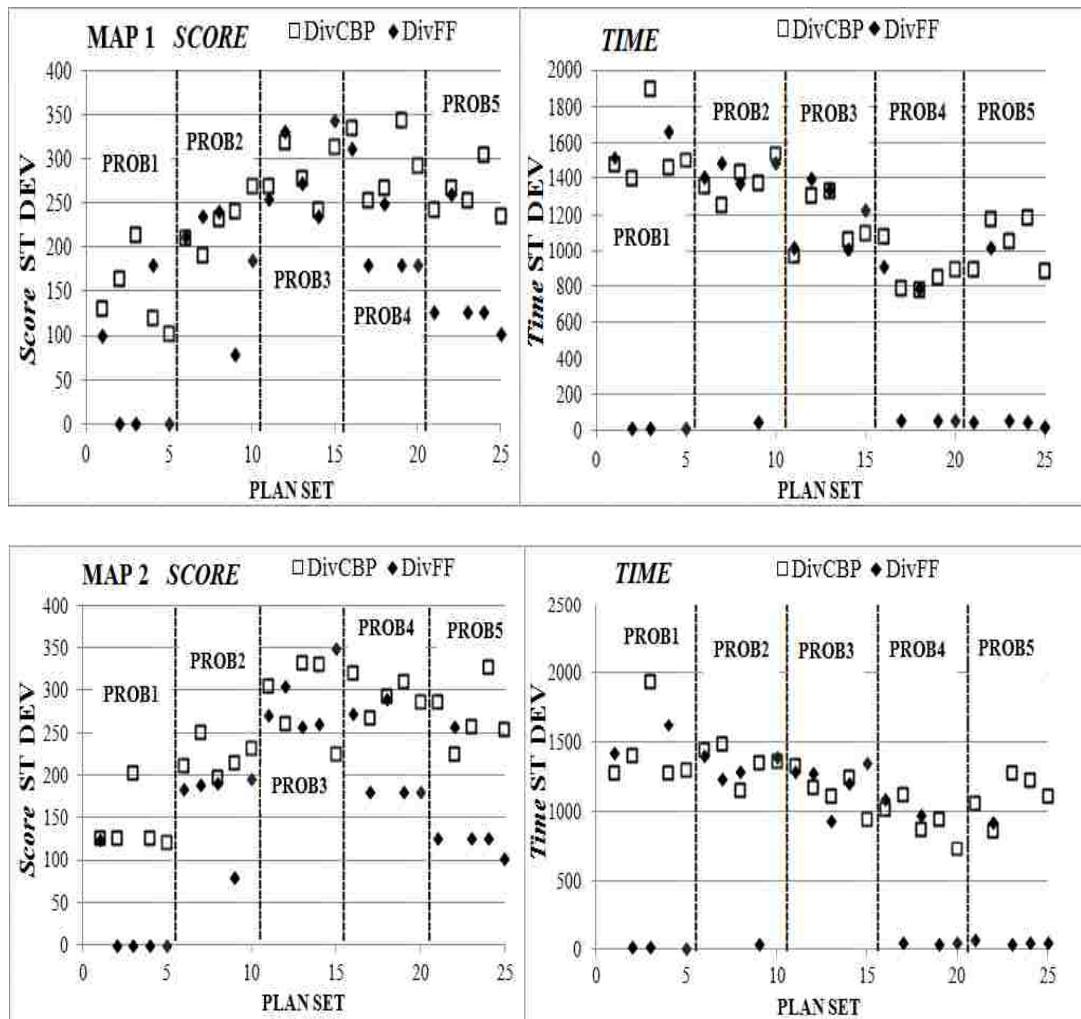 MAP 1 SCORE □DivCBP ◆DivFF
400
350
300
250
200
150
100
50
0
0 5 10 15 20 25
Score ST DEV
PLAN SET
PROB1
PROB2
PROB3
PROB4
PROB5
TIME □DivCBP ◆DivFF
2000
1800
1600
1400
1200
1000
800
600
400
200
0
0 5 10 15 20 25
Time ST DEV
PLAN SET
PROB1
PROB2
PROB3
PROB4
PROB5
MAP 2 SCORE □DivCBP ◆DivFF
400
350
300
250
200
150
100
50
0
0 5 10 15 20 25
Score ST DEV
PLAN SET
PROB1
PROB2
PROB3
PROB4
PROB5
TIME □DivCBP ◆DivFF
2500
2000
1500
1000
500
0
0 5 10 15 20 25
Time ST DEV
PLAN SET
PROB1
PROB2
PROB3
PROB4
PROB5